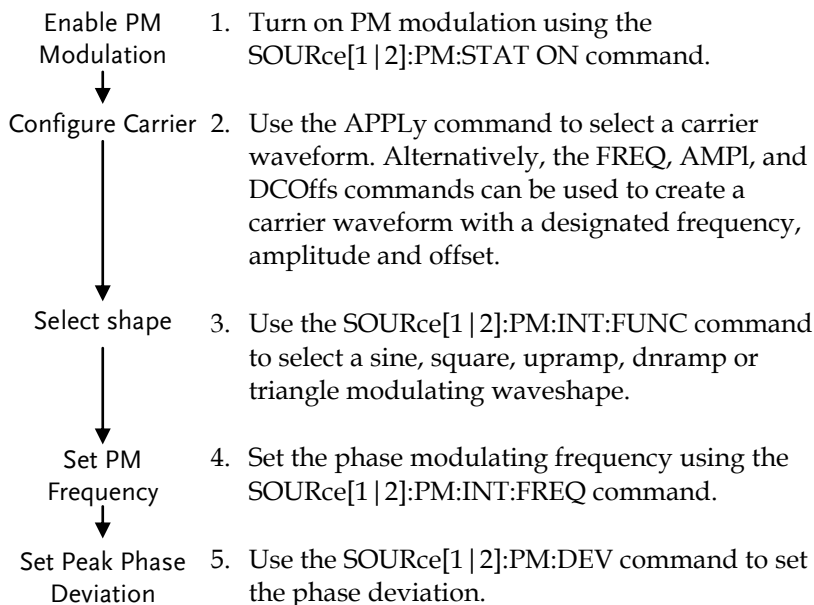 Enable PM
Modulation
1. Turn on PM modulation using the
SOURce[1|2]:PM:STAT ON command.
Configure Carrier
2. Use the APPLy command to select a carrier
waveform. Alternatively, the FREQ, AMPl, and
DCOffs commands can be used to create a
carrier waveform with a designated frequency,
amplitude and offset.
Select shape
3. Use the SOURce[1|2]:PM:INT:FUNC command
to select a sine, square, upramp, dnramp or
triangle modulating waveshape.
Set PM
Frequency
4. Set the phase modulating frequency using the
SOURce[1|2]:PM:INT:FREQ command.
Set Peak Phase
Deviation
5. Use the SOURce[1|2]:PM:DEV command to set
the phase deviation.